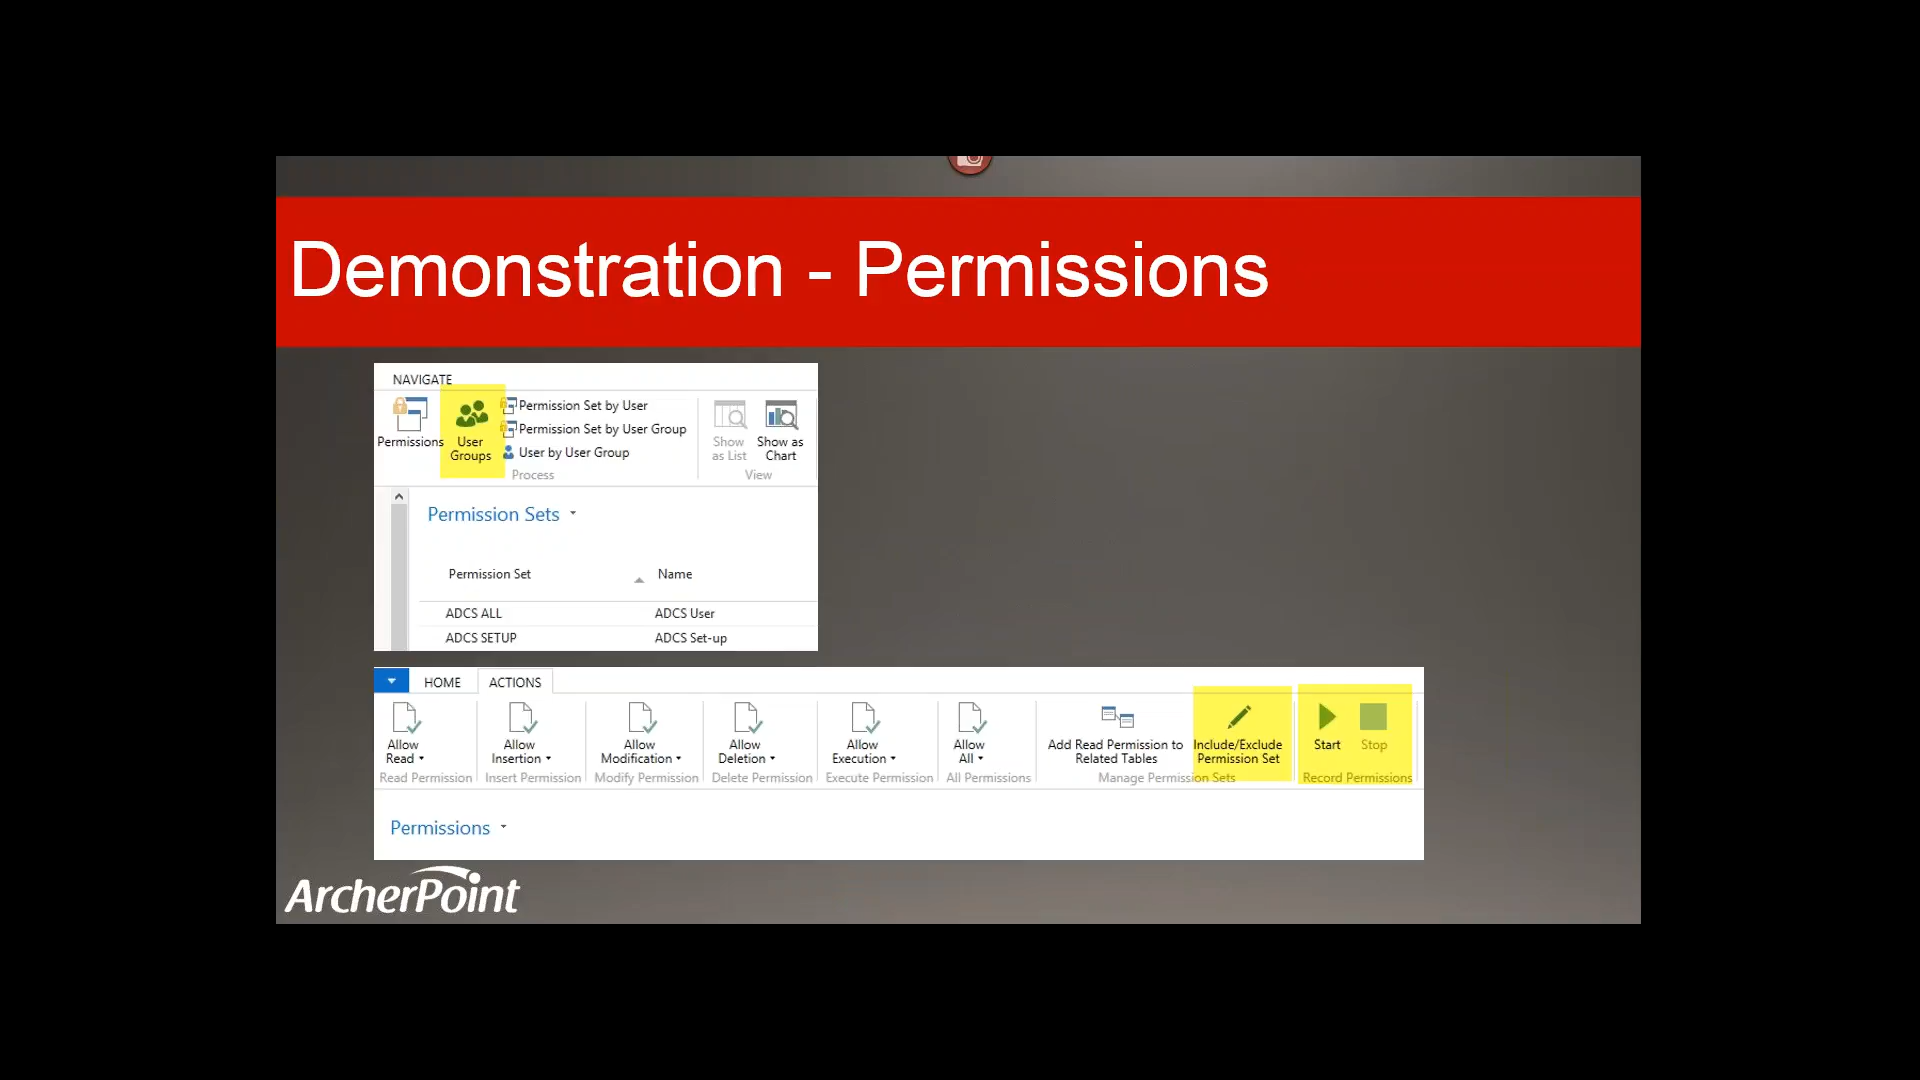 Demonstration - Permissions
NAVIGATE
Permissions
User
Groups
Permission Set by User
Permission Set by User Group
User by User Group
Process
Show
as List
Show as
Chart
View
Permission Sets
Permission Set
Name
ADCS ALL
ADCS User
ADCS SETUP
ADCS Set-up
HOME
ACTIONS
Allow
Read
Read Permission
Allow
Insertion
Insert Permission
Allow
Modification
Modify Permission
Allow
Deletion
Delete Permission
Allow
Execution
Execute Permission
Allow
All
All Permissions
Add Read Permission to
Related Tables
Include/Exclude
Permission Set
Manage Permission Sets
Start
Stop
Record Permissions
Permissions
ArcherPoint